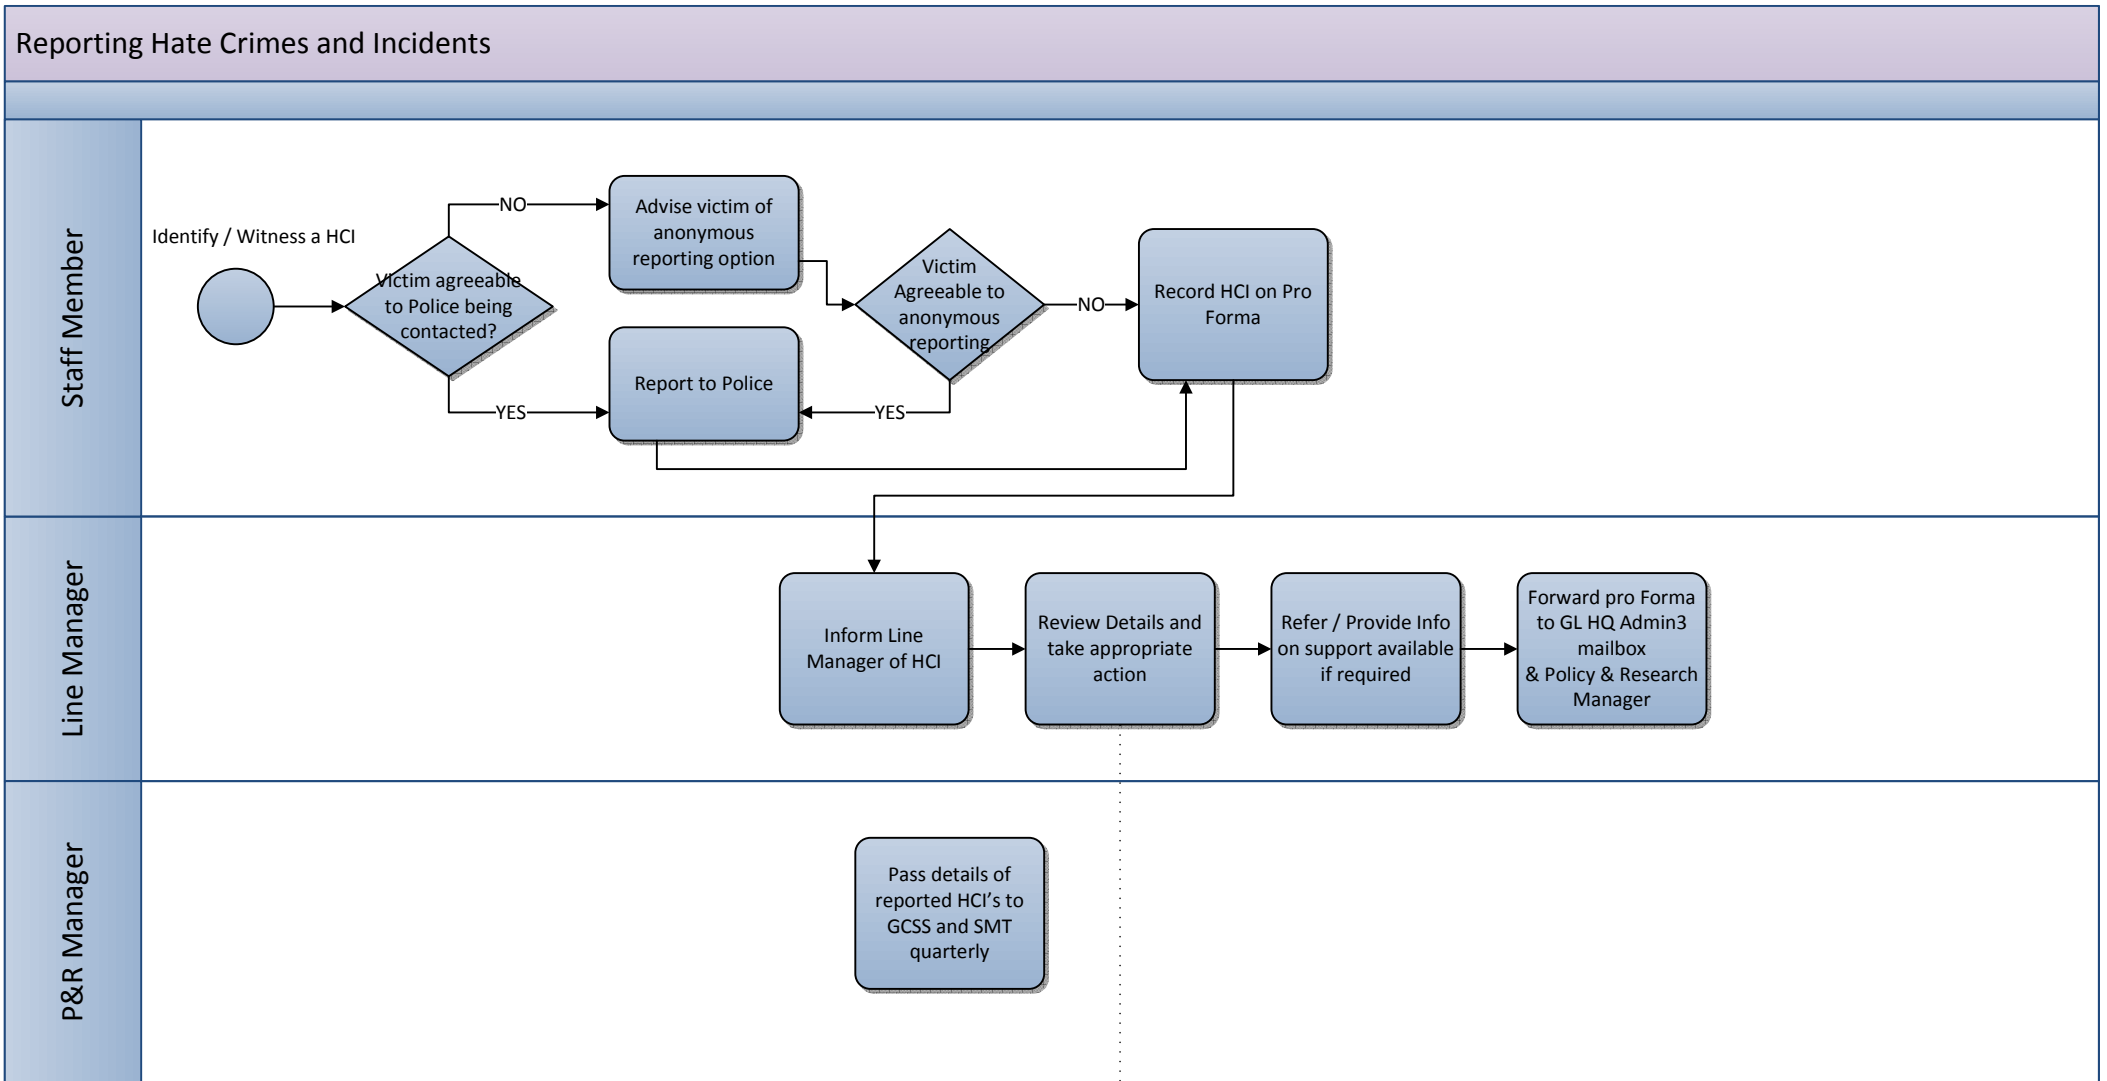 Reporting Hate Crimes and Incidents
Staff Member
Identify / Witness a HCI
Victim agreeable
to Police being
contacted?
NO
Advise victim of
anonymous
reporting option
YES
Report to Police
Victim
Agreeable to
anonymous
reporting
YES
NO
Record HCI on Pro
Forma
Line Manager
Inform Line
Manager of HCI
Review Details and
take appropriate
action
Refer / Provide Info
on support available
if required
Forward pro Forma
to GL HQ Admin3
mailbox
& Policy & Research
Manager
P&R Manager
Pass details of
reported HCI's to
GCSS and SMT
quarterly